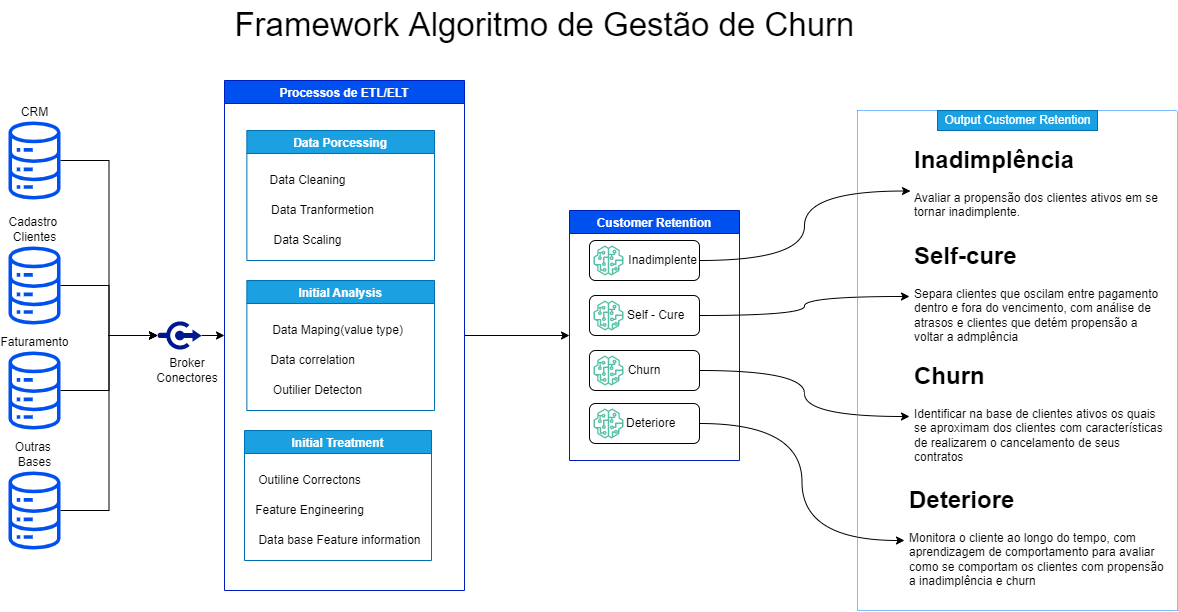 Framework Algoritmo de Gestão de Churn
CRM
Cadastro
Clientes
Faturamento
Outras
Bases
Broker
Conectores
Processos de ETL/ELT
Data Porcessing
Data Cleaning
Data Tranformetion
Data Scaling
Initial Analysis
Data Maping(value type)
Data correlation
Outilier Detecton
Initial Treatment
Outiline Correctons
Feature Engineering
Data base Feature information
Customer Retention
Inadimplente
Self - Cure
Churn
Deteriore
Output Customer Retention
Inadimplência
Avaliar a propensão dos clientes ativos em se
tornar inadimplente.
Self-cure
Separa clientes que oscilam entre pagamento
dentro e fora do vencimento, com análise de
atrasos e clientes que detém propensão a
voltar a admplência
Churn
Identificar na base de clientes ativos os quais
se aproximam dos clientes com características
de realizarem o cancelamento de seus
contratos
Deteriore
Monitora o cliente ao longo do tempo, com
aprendizagem de comportamento para avaliar
como se comportam os clientes com propensão
a inadimplência e churn